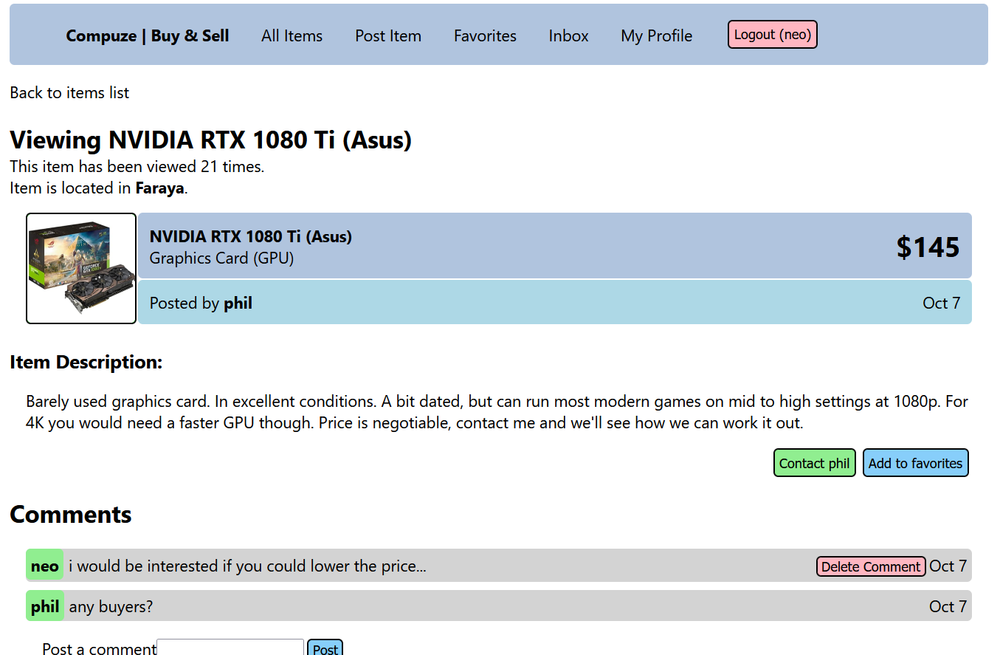 Compuze | Buy & Sell All Items Post Item Favorites Inbox My Profile Logout (neo)
Back to items list
Viewing NVIDIA RTX 1080 Ti (Asus)
This item has been viewed 21 times.
Item is located in Faraya.
NVIDIA RTX 1080 Ti (Asus)
Graphics Card (GPU)
$145
Posted by phil Oct 7
Item Description:
Barely used graphics card. In excellent conditions. A bit dated, but can run most modern games on mid to high settings at 1080p. For
4K you would need a faster GPU though. Price is negotiable, contact me and we'll see how we can work it out.
Contact phil Add to favorites
Comments
neo i would be interested if you could lower the price... Delete Comment Oct 7
phil any buyers? Oct 7
Post a comment Post